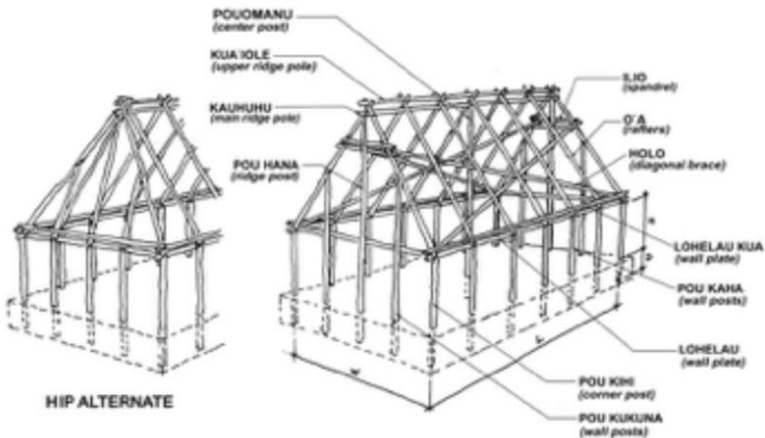 POUOMANU
(center post)
KUA'IOLE
(upper ridge pole)
KAUHUHU
(main ridge pole)
POU HANA
(ridge post)
ILIO
(spandrel)
O'A
(rafters)
HOLO
(diagonal brace)
LOHELAU KUA
(wall plate)
POU KAHA
(wall posts)
LOHELAU
(wall plate)
POU KIHI
(corner post)
POU KUKUNA
(wall posts)
HIP ALTERNATE
W
L